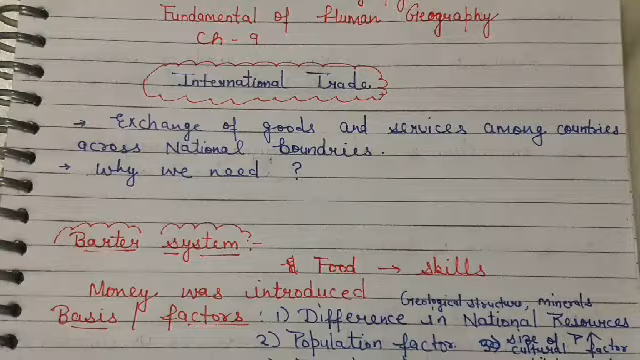 Fundamental of Human Geography
Ch - 9
International Trade
→ Exchange of goods and services among countries
across National boundries.
→ Why we need ?
Barter system :-
Food → skills
Money was introduced
Geological structure, minerals
Basis / factors : 1) Difference in National Resources
2) Population factor size of P ↑
cultural factor